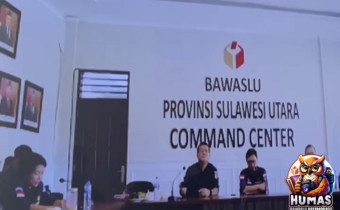 BAWASLU
PROVINSI SULAWESI UTARA
COMMAND CENTER
HUMAS